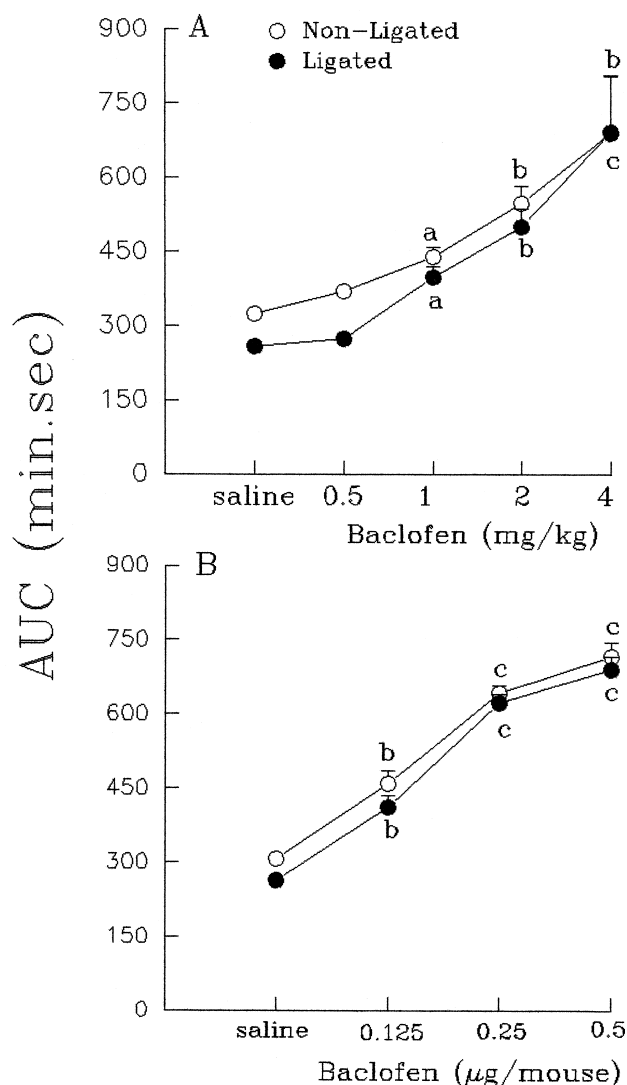 A
Non-Ligated
Ligated
900
750
600
450
300
150
0
a
b
b
a
b
c
saline 0.5 1 2 4
Baclofen (mg/kg)
AUC (min.sec)
B
900
750
600
450
300
150
0
b
c
c
b
c
c
saline 0.125 0.25 0.5
Baclofen (μg/mouse)